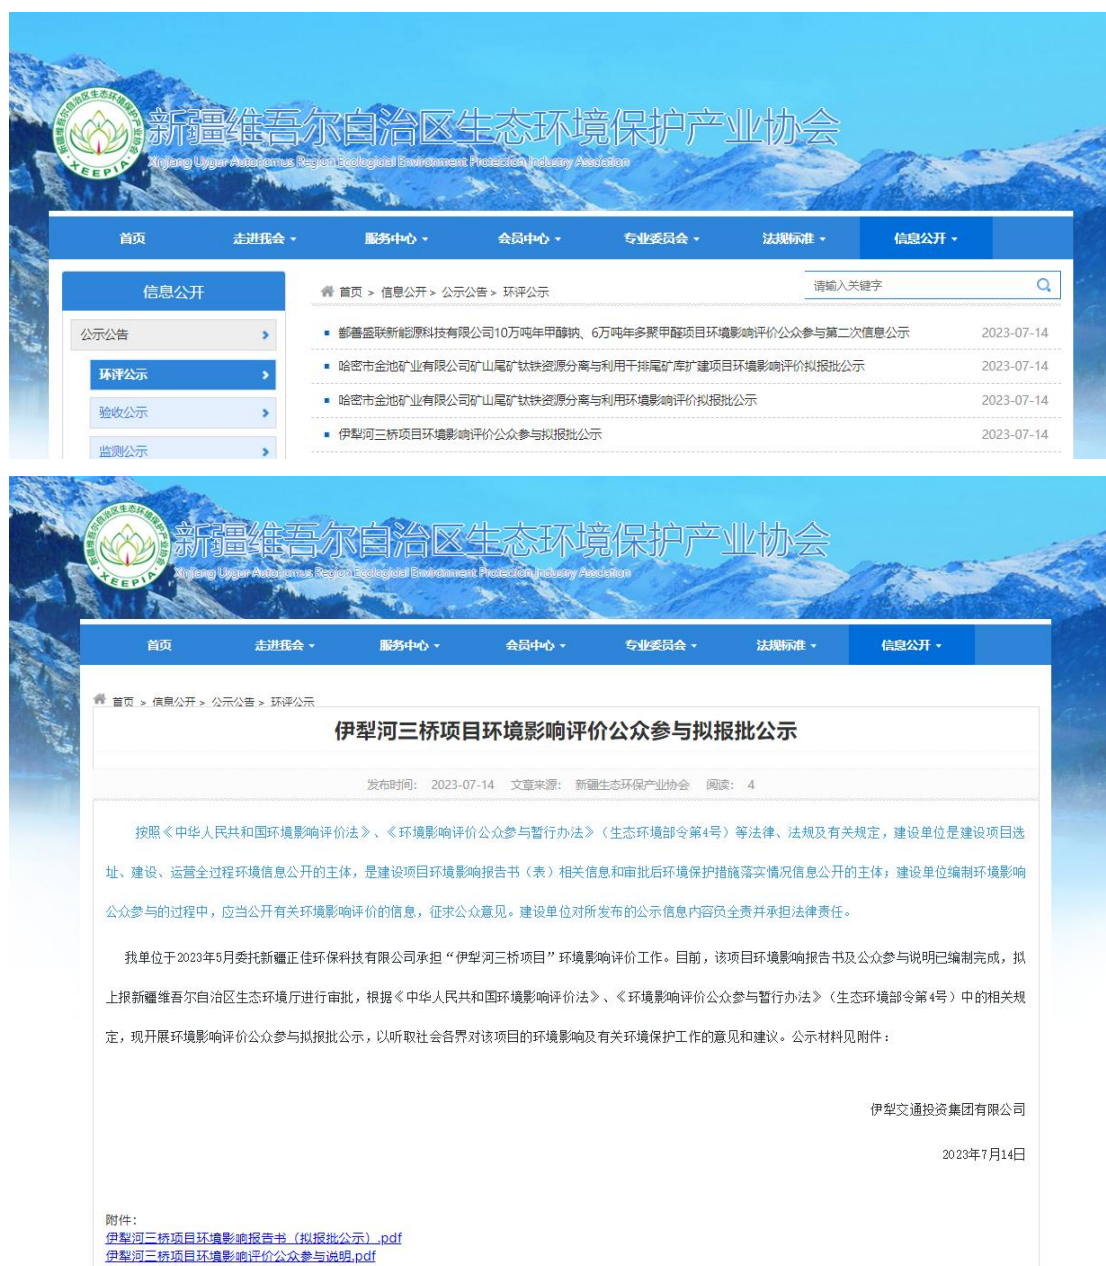 新疆维吾尔自治区生态环境保护产业协会
Xinjiang Uygur Autonomus Region Ecological Environment Protection Industry Assciation
XEEPIA
首页 走进我会 服务中心 会员中心 专业委员会 法规标准 信息公开
信息公开
首页 > 信息公开 > 公示公告 > 环评公示
请输入关键字
公示公告
环评公示
验收公示
监测公示
鄯善盛联新能源科技有限公司10万吨年甲醇钠、6万吨年多聚甲醛项目环境影响评价公众参与第二次信息公示 2023-07-14
哈密市金池矿业有限公司矿山尾矿钛铁资源分离与利用干排尾矿库扩建项目环境影响评价拟报批公示 2023-07-14
哈密市金池矿业有限公司矿山尾矿钛铁资源分离与利用环境影响评价拟报批公示 2023-07-14
伊犁河三桥项目环境影响评价公众参与拟报批公示 2023-07-14
新疆维吾尔自治区生态环境保护产业协会
Xinjiang Uygur Autonomus Region Ecological Environment Protection Industry Assciation
XEEPIA
首页 走进我会 服务中心 会员中心 专业委员会 法规标准 信息公开
首页 > 信息公开 > 公示公告 > 环评公示
伊犁河三桥项目环境影响评价公众参与拟报批公示
发布时间: 2023-07-14 文章来源: 新疆生态环保产业协会 阅读: 4
按照《中华人民共和国环境影响评价法》、《环境影响评价公众参与暂行办法》（生态环境部令第4号）等法律、法规及有关规定，建设单位是建设项目选
址、建设、运营全过程环境信息公开的主体，是建设项目环境影响报告书（表）相关信息和审批后环境保护措施落实情况信息公开的主体；建设单位编制环境影响
公众参与的过程中，应当公开有关环境影响评价的信息，征求公众意见。建设单位对所发布的公示信息内容负全责并承担法律责任。
我单位于2023年5月委托新疆正佳环保科技有限公司承担“伊犁河三桥项目”环境影响评价工作。目前，该项目环境影响报告书及公众参与说明已编制完成，拟
上报新疆维吾尔自治区生态环境厅进行审批，根据《中华人民共和国环境影响评价法》、《环境影响评价公众参与暂行办法》（生态环境部令第4号）中的相关规
定，现开展环境影响评价公众参与拟报批公示，以听取社会各界对该项目的环境影响及有关环境保护工作的意见和建议。公示材料见附件：
伊犁交通投资集团有限公司
2023年7月14日
附件：
伊犁河三桥项目环境影响报告书（拟报批公示）.pdf
伊犁河三桥项目环境影响评价公众参与说明.pdf